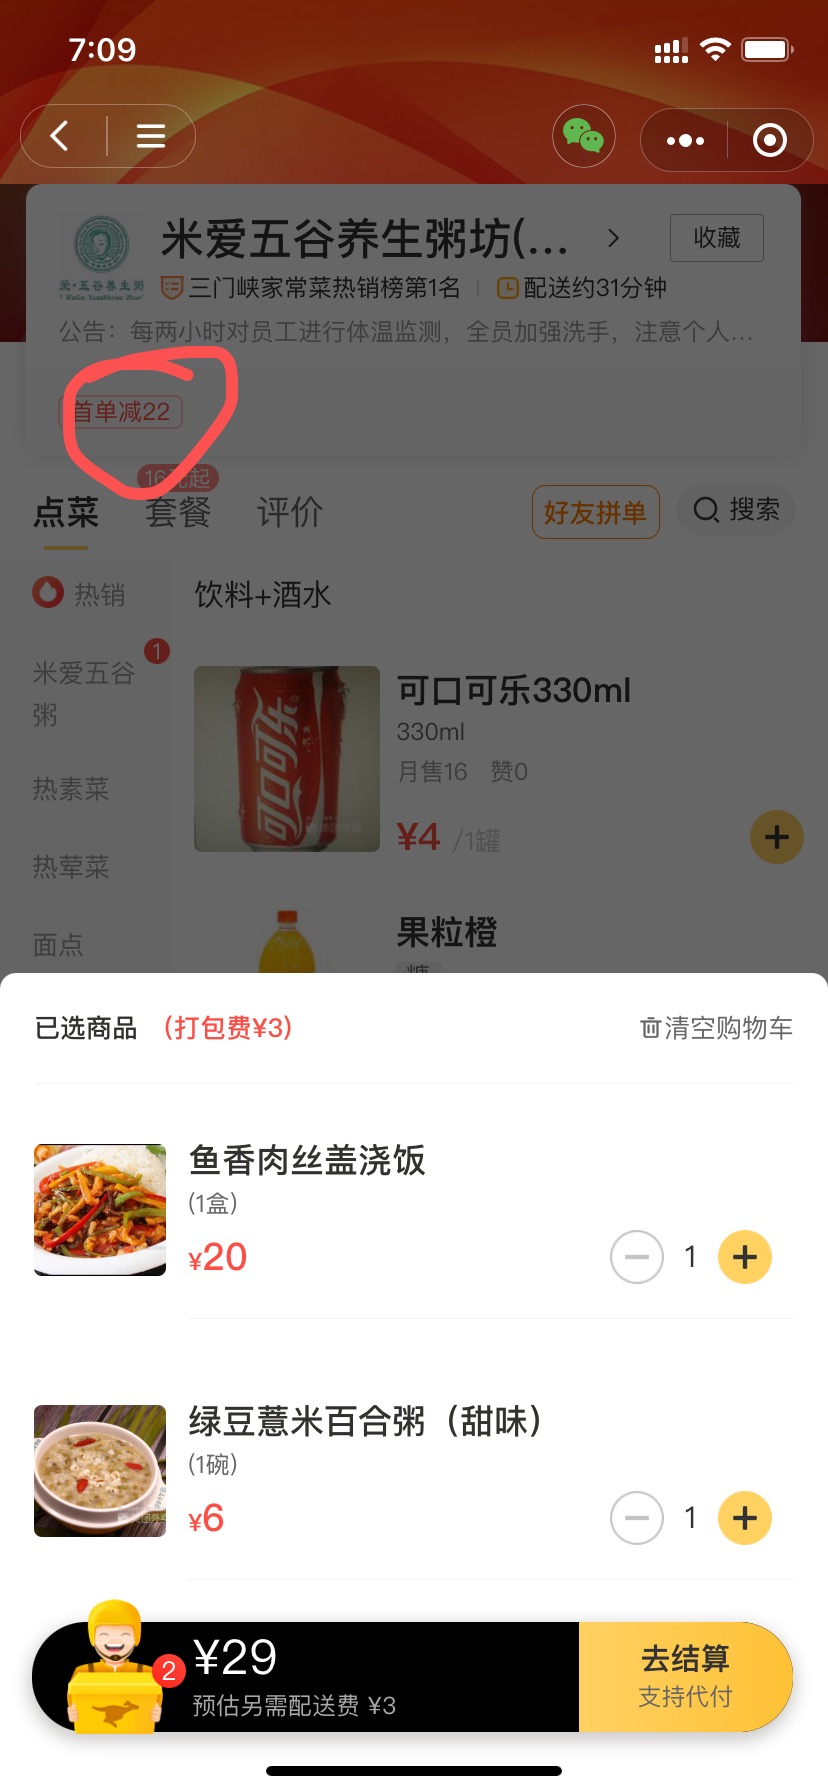 7:09
米爱五谷养生粥坊(...
收藏
爱·五谷养生粥
三门峡家常菜热销榜第1名
配送约31分钟
公告：每两小时对员工进行体温监测，全员加强洗手，注意个人...
首单减22
16元起
点菜
套餐
评价
好友拼单
搜索
热销
饮料+酒水
米爱五谷粥
1
热素菜
热荤菜
面点
可口可乐
可口可乐330ml
330ml
月售16 赞0
¥4 /1罐
果粒橙
已选商品 （打包费¥3）
清空购物车
鱼香肉丝盖浇饭
(1盒)
¥20
1
绿豆薏米百合粥（甜味）
(1碗)
¥6
1
2
¥29
预估另需配送费 ¥3
去结算
支持代付